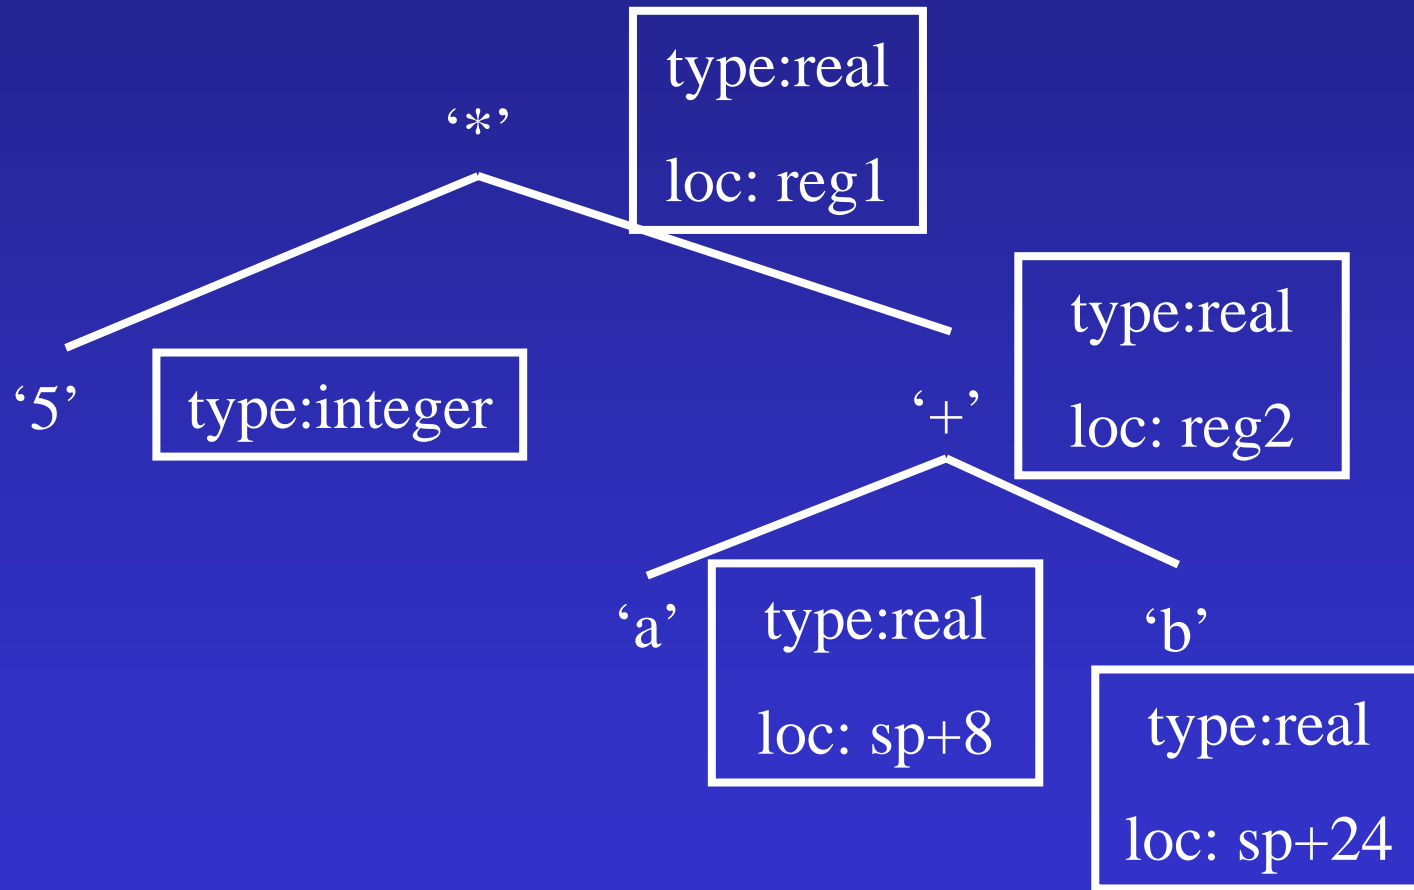 ‘*’
type:real
loc: reg1
‘5’
type:integer
‘+’
type:real
loc: reg2
‘a’
type:real
loc: sp+8
‘b’
type:real
loc: sp+24